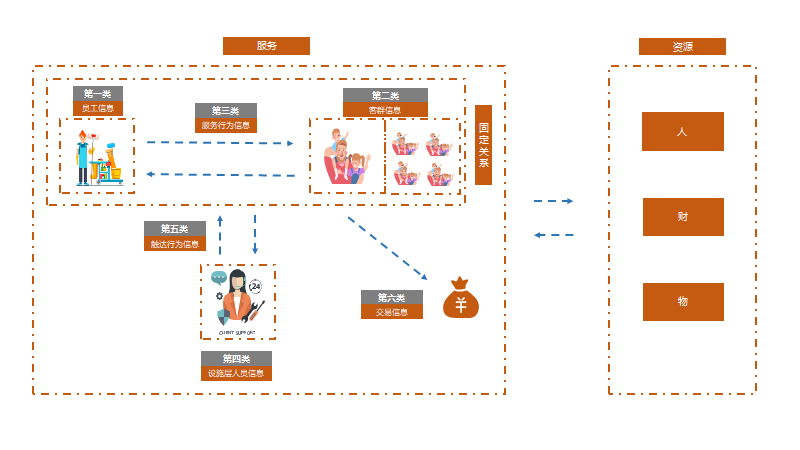 服务
资源
第一类
员工信息
第三类
服务行为信息
第二类
客群信息
固定关系
人
财
物
第五类
触达行为信息
24
CLIENT SUPPORT
第四类
设施层人员信息
第六类
交易信息
¥